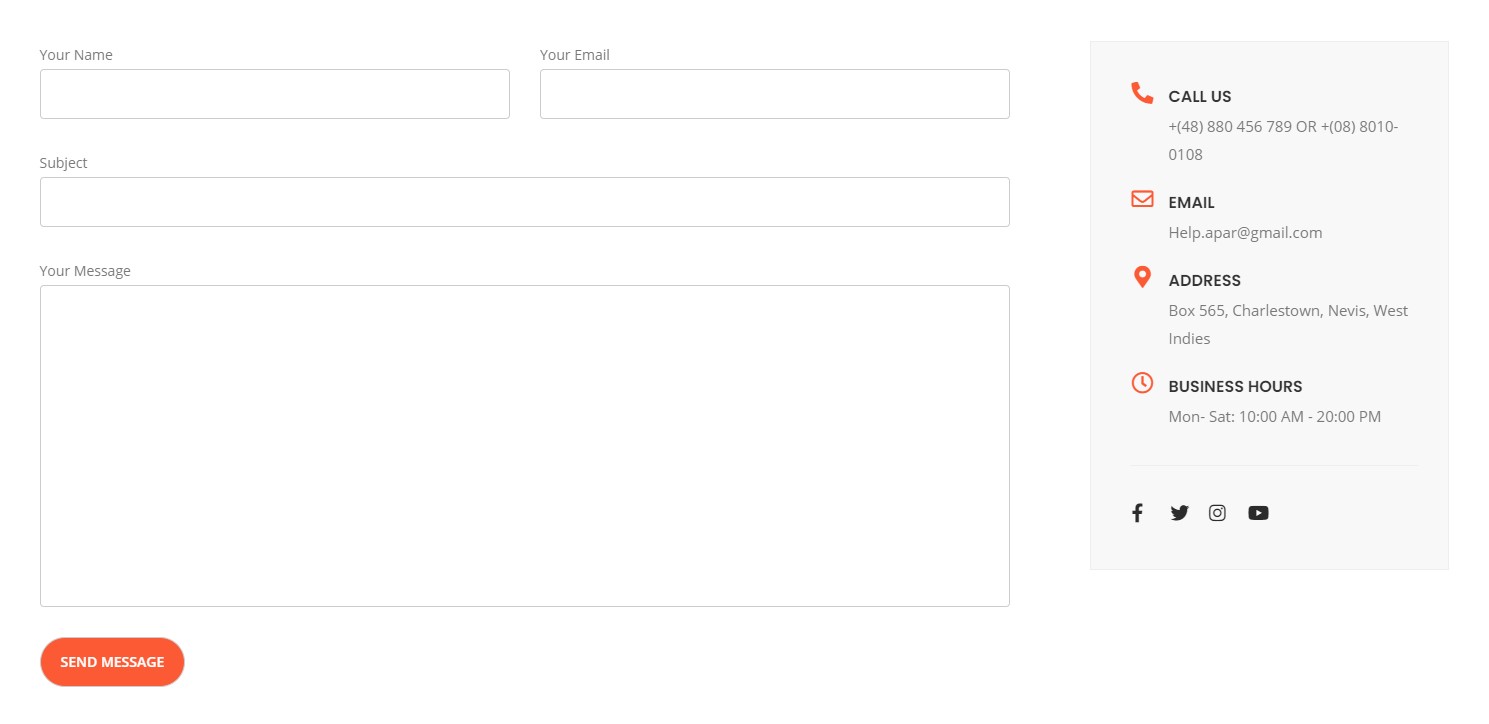 Your Name
Your Email
Subject
Your Message
SEND MESSAGE
CALL US
+(48) 880 456 789 OR +(08) 8010-
0108
EMAIL
Help.apar@gmail.com
ADDRESS
Box 565, Charlestown, Nevis, West
Indies
BUSINESS HOURS
Mon- Sat: 10:00 AM - 20:00 PM